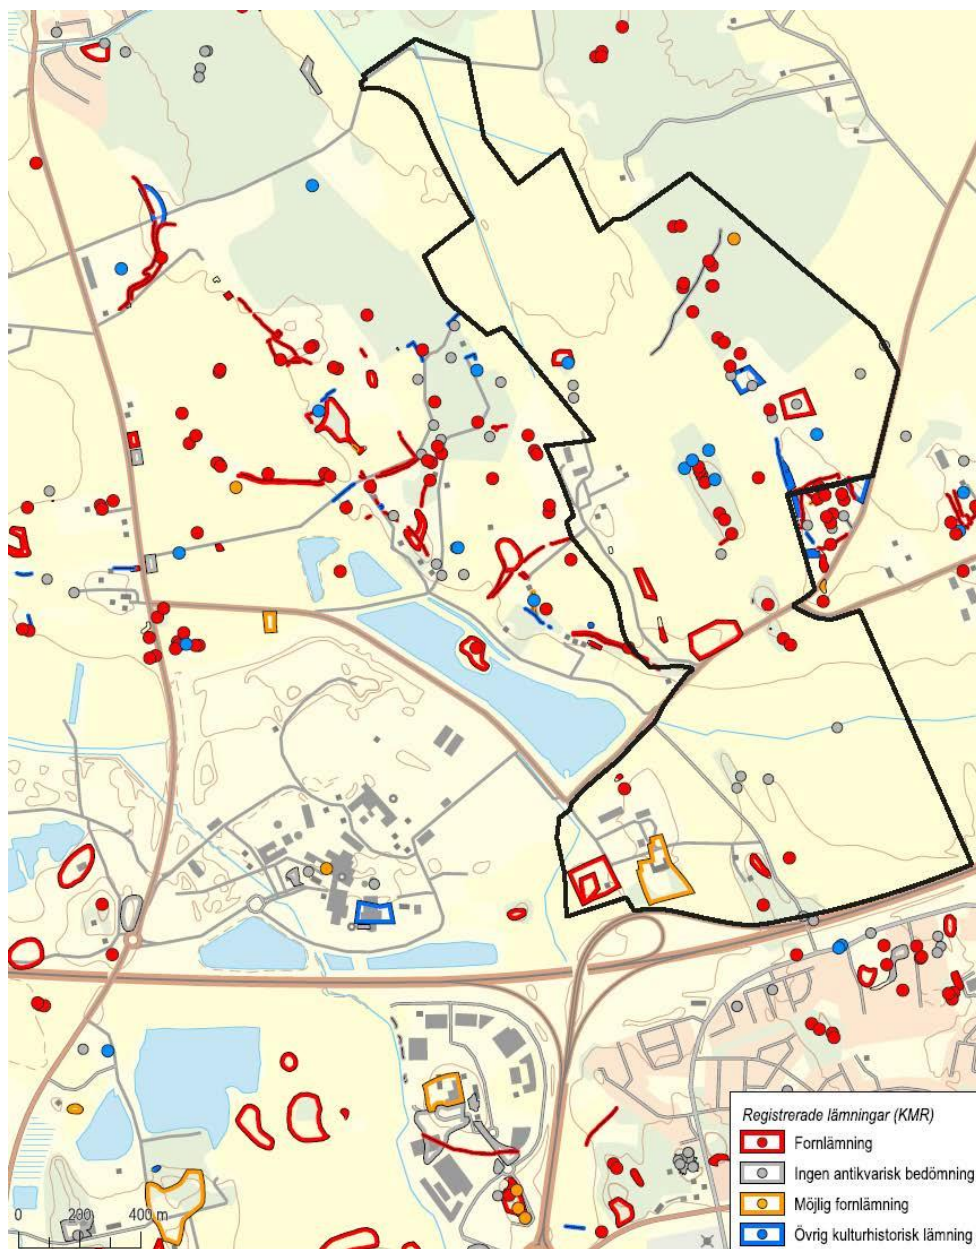 Registrerade lämningar (KMR)
Fornlämning
Ingen antikvarisk bedömning
Möjlig fornlämning
Övrig kulturhistorisk lämning
0 200 400 m